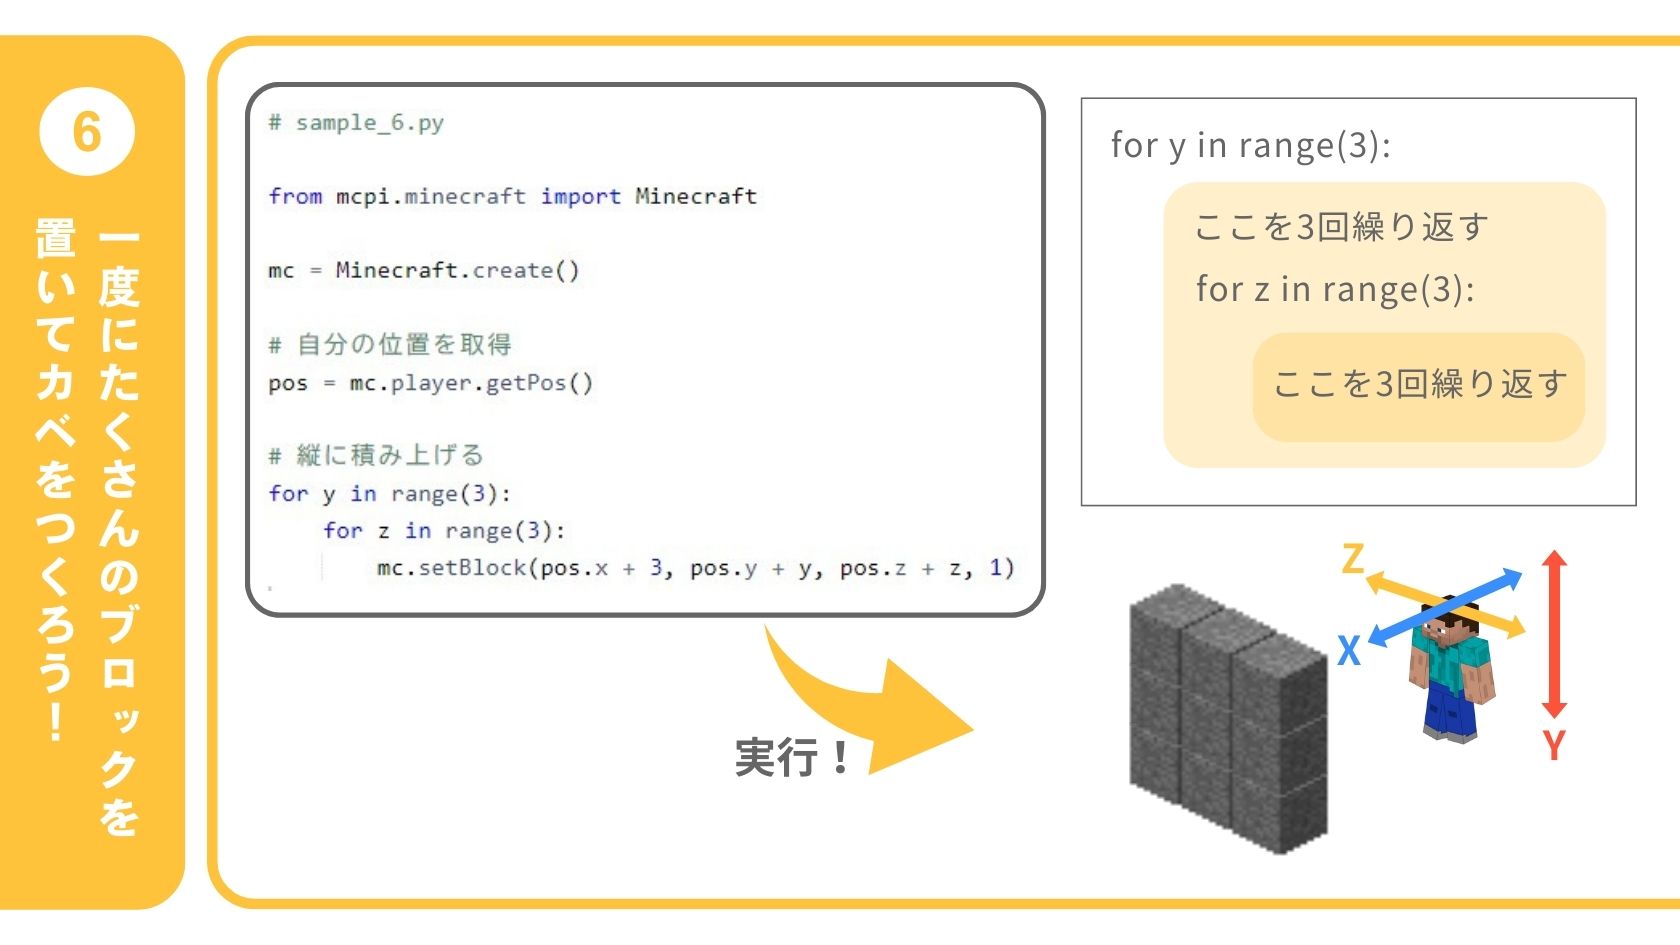 6
一度にたくさんのブロックを
置いてカベをつくろう！
# sample_6.py
from mcpi.minecraft import Minecraft
mc = Minecraft.create()
# 自分の位置を取得
pos = mc.player.getPos()
# 縦に積み上げる
for y in range(3):
    for z in range(3):
        mc.setBlock(pos.x + 3, pos.y + y, pos.z + z, 1)
for y in range(3):
ここを3回繰り返す
for z in range(3):
ここを3回繰り返す
実行！
Z
X
Y